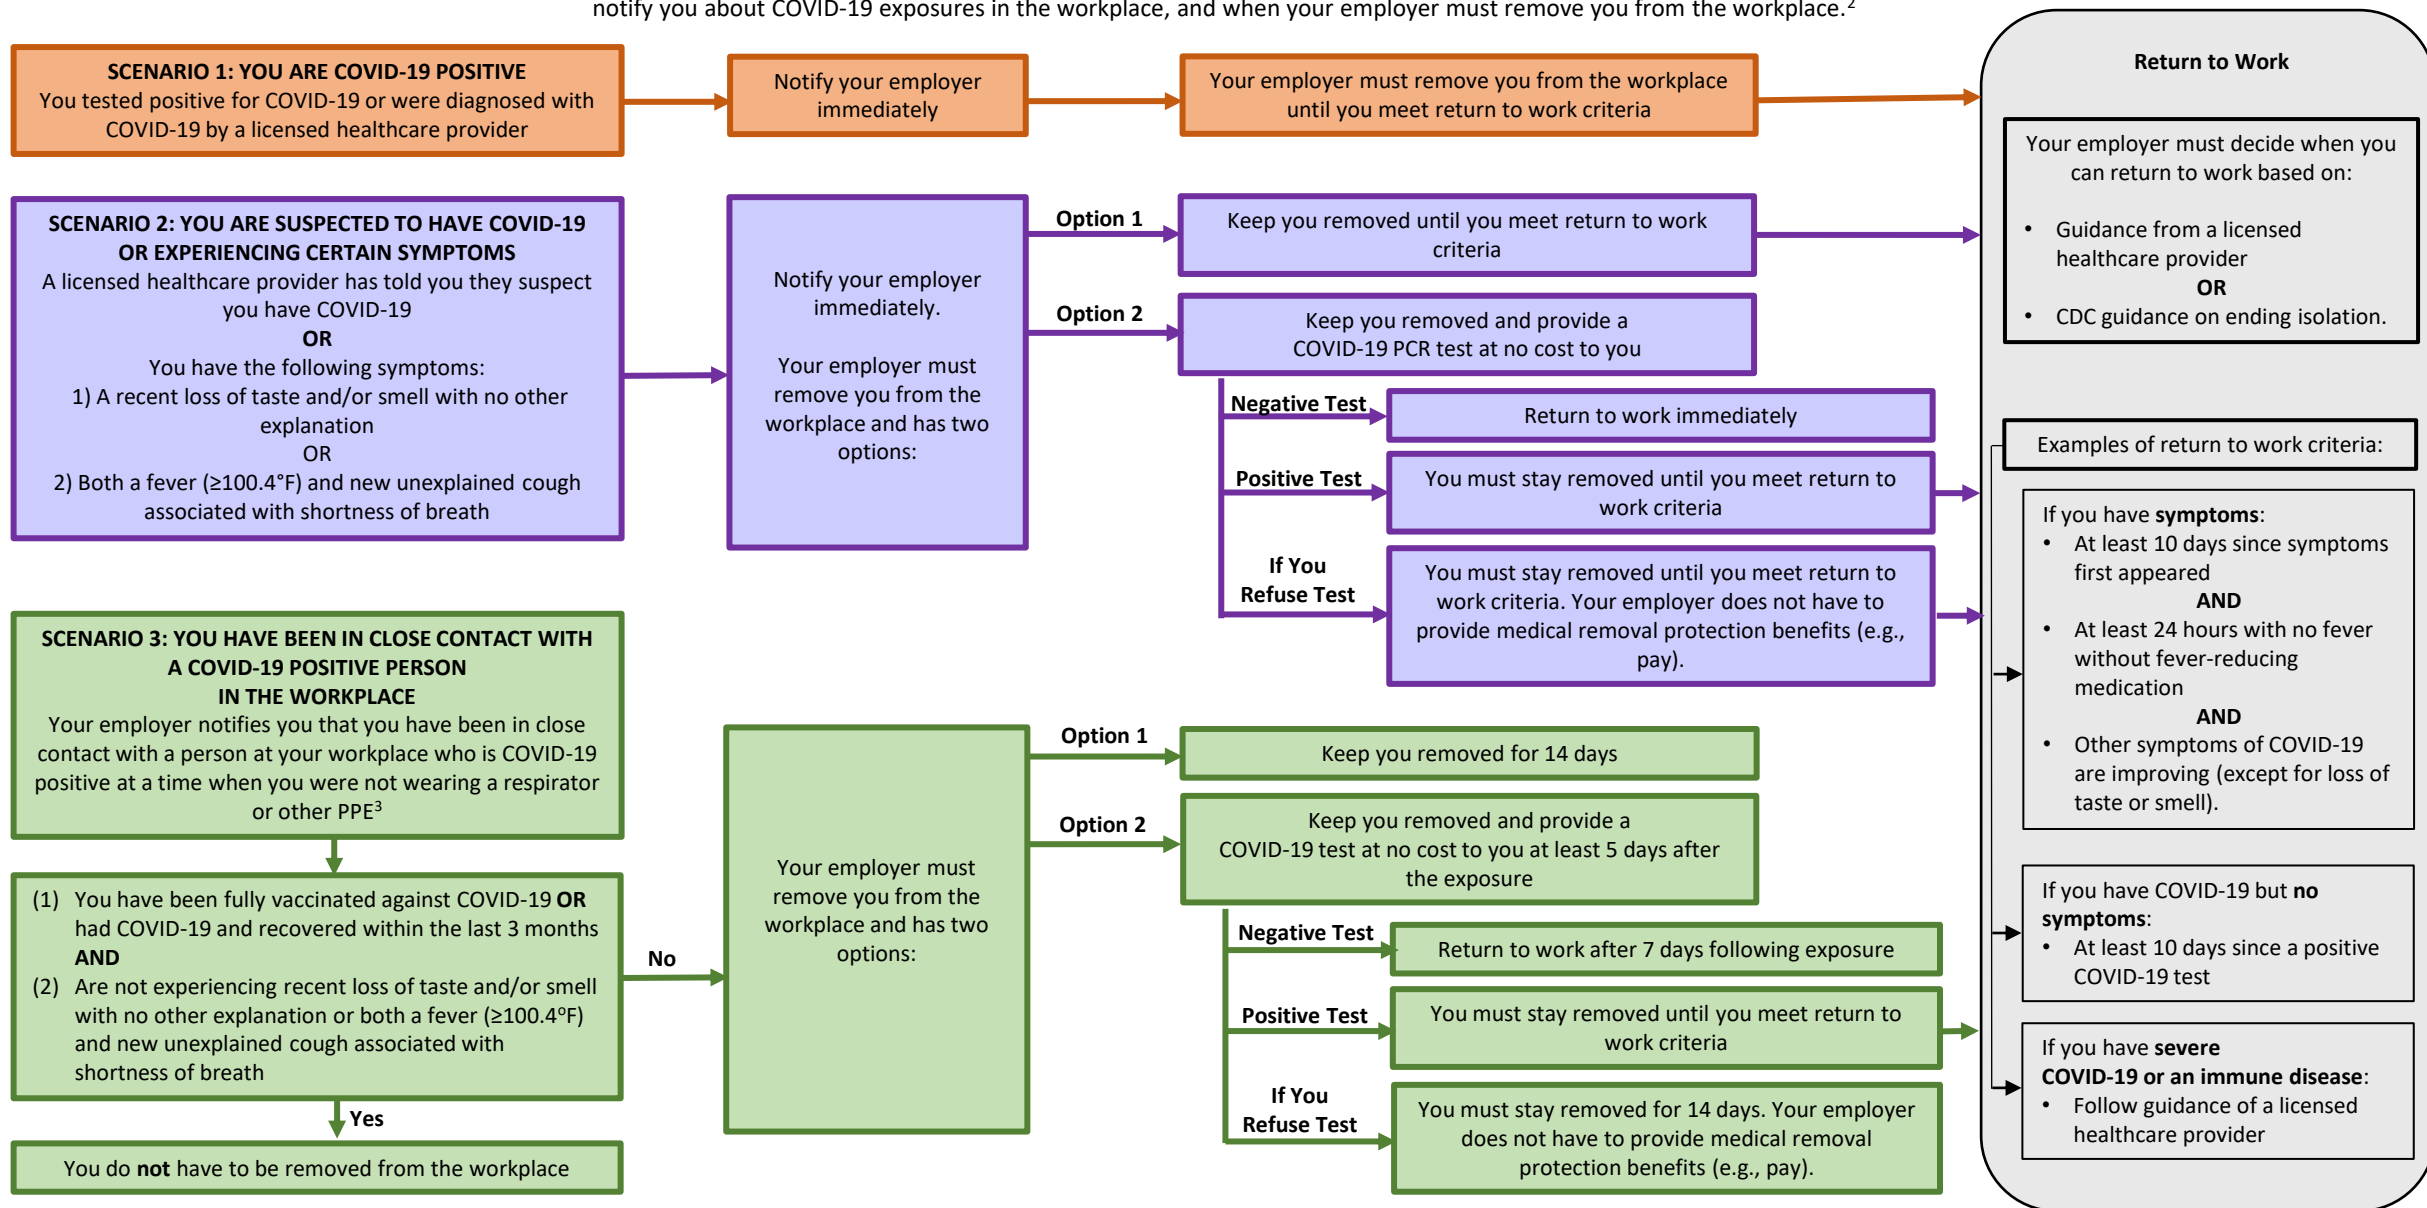 notify you about COVID-19 exposures in the workplace, and when your employer must remove you from the workplace.2
SCENARIO 1: YOU ARE COVID-19 POSITIVE
You tested positive for COVID-19 or were diagnosed with
COVID-19 by a licensed healthcare provider
Notify your employer
immediately
Your employer must remove you from the workplace
until you meet return to work criteria
SCENARIO 2: YOU ARE SUSPECTED TO HAVE COVID-19
OR EXPERIENCING CERTAIN SYMPTOMS
A licensed healthcare provider has told you they suspect
you have COVID-19
OR
You have the following symptoms:
1) A recent loss of taste and/or smell with no other
explanation
OR
2) Both a fever (≥100.4°F) and new unexplained cough
associated with shortness of breath
Notify your employer
immediately.
Your employer must
remove you from the
workplace and has two
options:
Option 1
Keep you removed until you meet return to work
criteria
Option 2
Keep you removed and provide a
COVID-19 PCR test at no cost to you
Negative Test
Return to work immediately
Positive Test
You must stay removed until you meet return to
work criteria
If You
Refuse Test
You must stay removed until you meet return to
work criteria. Your employer does not have to
provide medical removal protection benefits (e.g.,
pay).
SCENARIO 3: YOU HAVE BEEN IN CLOSE CONTACT WITH
A COVID-19 POSITIVE PERSON
IN THE WORKPLACE
Your employer notifies you that you have been in close
contact with a person at your workplace who is COVID-19
positive at a time when you were not wearing a respirator
or other PPE3
(1) You have been fully vaccinated against COVID-19 OR
had COVID-19 and recovered within the last 3 months
AND
(2) Are not experiencing recent loss of taste and/or smell
with no other explanation or both a fever (≥100.4ºF)
and new unexplained cough associated with
shortness of breath
Yes
You do not have to be removed from the workplace
No
Your employer must
remove you from the
workplace and has two
options:
Option 1
Keep you removed for 14 days
Option 2
Keep you removed and provide a
COVID-19 test at no cost to you at least 5 days after
the exposure
Negative Test
Return to work after 7 days following exposure
Positive Test
You must stay removed until you meet return to
work criteria
If You
Refuse Test
You must stay removed for 14 days. Your employer
does not have to provide medical removal
protection benefits (e.g., pay).
Return to Work
Your employer must decide when you
can return to work based on:
• Guidance from a licensed
healthcare provider
OR
• CDC guidance on ending isolation.
Examples of return to work criteria:
If you have symptoms:
• At least 10 days since symptoms
first appeared
AND
• At least 24 hours with no fever
without fever-reducing
medication
AND
• Other symptoms of COVID-19
are improving (except for loss of
taste or smell).
If you have COVID-19 but no
symptoms:
• At least 10 days since a positive
COVID-19 test
If you have severe
COVID-19 or an immune disease:
• Follow guidance of a licensed
healthcare provider